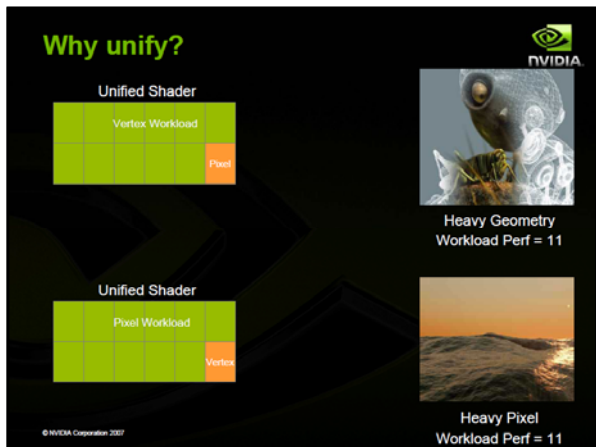 Why unify?
NVIDIA.
Unified Shader
Vertex Workload
Pixel
Heavy Geometry
Workload Perf = 11
Unified Shader
Pixel Workload
Vertex
Heavy Pixel
Workload Perf = 11
© NVIDIA Corporation 2007